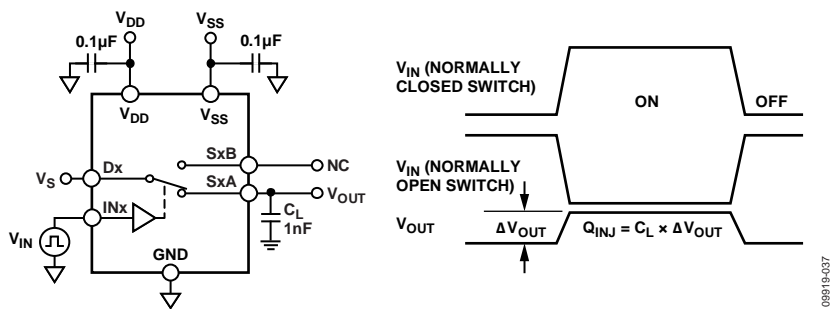 V_DD
V_SS
0.1µF
0.1µF
V_DD
V_SS
SxB
NC
V_S
Dx
SxA
V_OUT
INx
C_L
1nF
V_IN
GND
V_IN (NORMALLY
CLOSED SWITCH)
ON
OFF
V_IN (NORMALLY
OPEN SWITCH)
V_OUT
ΔV_OUT
Q_INJ = C_L × ΔV_OUT
09919-037